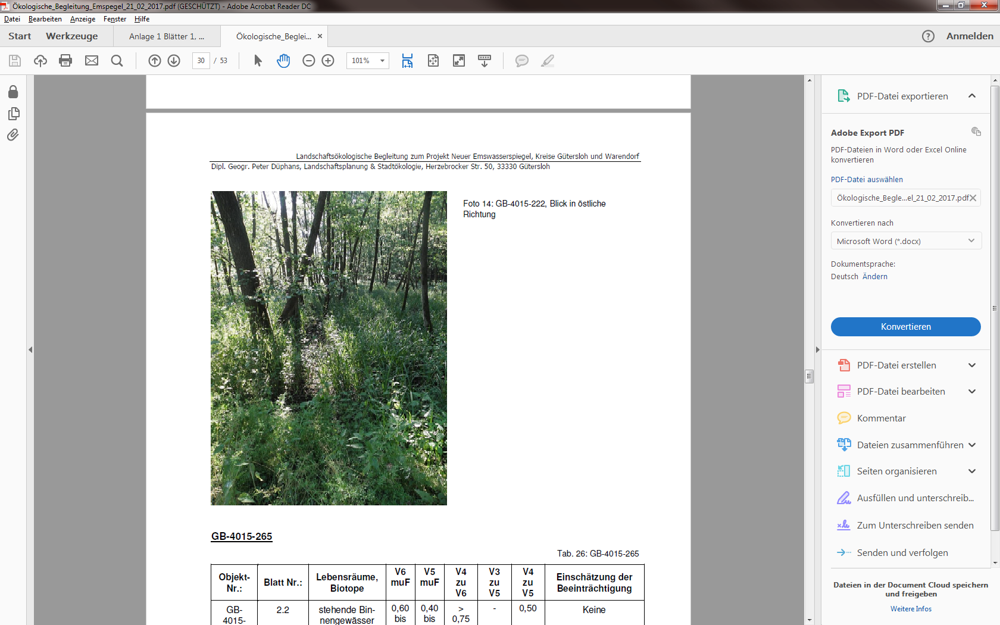 Ökologische_Begleitung_Emspegel_21_02_2017.pdf (GESCHÜTZT) - Adobe Acrobat Reader DC
Datei Bearbeiten Anzeige Fenster Hilfe
Start Werkzeuge Anlage 1 Blätter 1, ... Ökologische_Beglei... × ? Anmelden
30 / 53 101%
PDF-Datei exportieren
Adobe Export PDF
PDF-Dateien in Word oder Excel Online
konvertieren
PDF-Datei auswählen
Ökologische_Begle...el_21_02_2017.pdf
Konvertieren nach
Microsoft Word (*.docx)
Dokumentsprache:
Deutsch Ändern
Konvertieren
PDF-Datei erstellen
PDF-Datei bearbeiten
Kommentar
Dateien zusammenführen
Seiten organisieren
Ausfüllen und unterschreib...
Zum Unterschreiben senden
Senden und verfolgen
Dateien in der Document Cloud speichern
und freigeben
Weitere Infos
Landschaftsökologische Begleitung zum Projekt Neuer Emswasserspiegel, Kreise Gütersloh und Warendorf
Dipl. Geogr. Peter Düphans, Landschaftsplanung & Stadtökologie, Herzebrocker Str. 50, 33330 Gütersloh
Foto 14: GB-4015-222, Blick in östliche
Richtung
GB-4015-265
Tab. 26: GB-4015-265
Objekt-
Nr.:
Blatt Nr.:
Lebensräume,
Biotope
V6
muF
V5
muF
V4
zu
V6
V3
zu
V5
V4
zu
V5
Einschätzung der
Beeinträchtigung
GB-
4015-
2.2
stehende Bin-
nengewässer
0,60
bis
0,40
bis
>
0,75
-
0,50
Keine